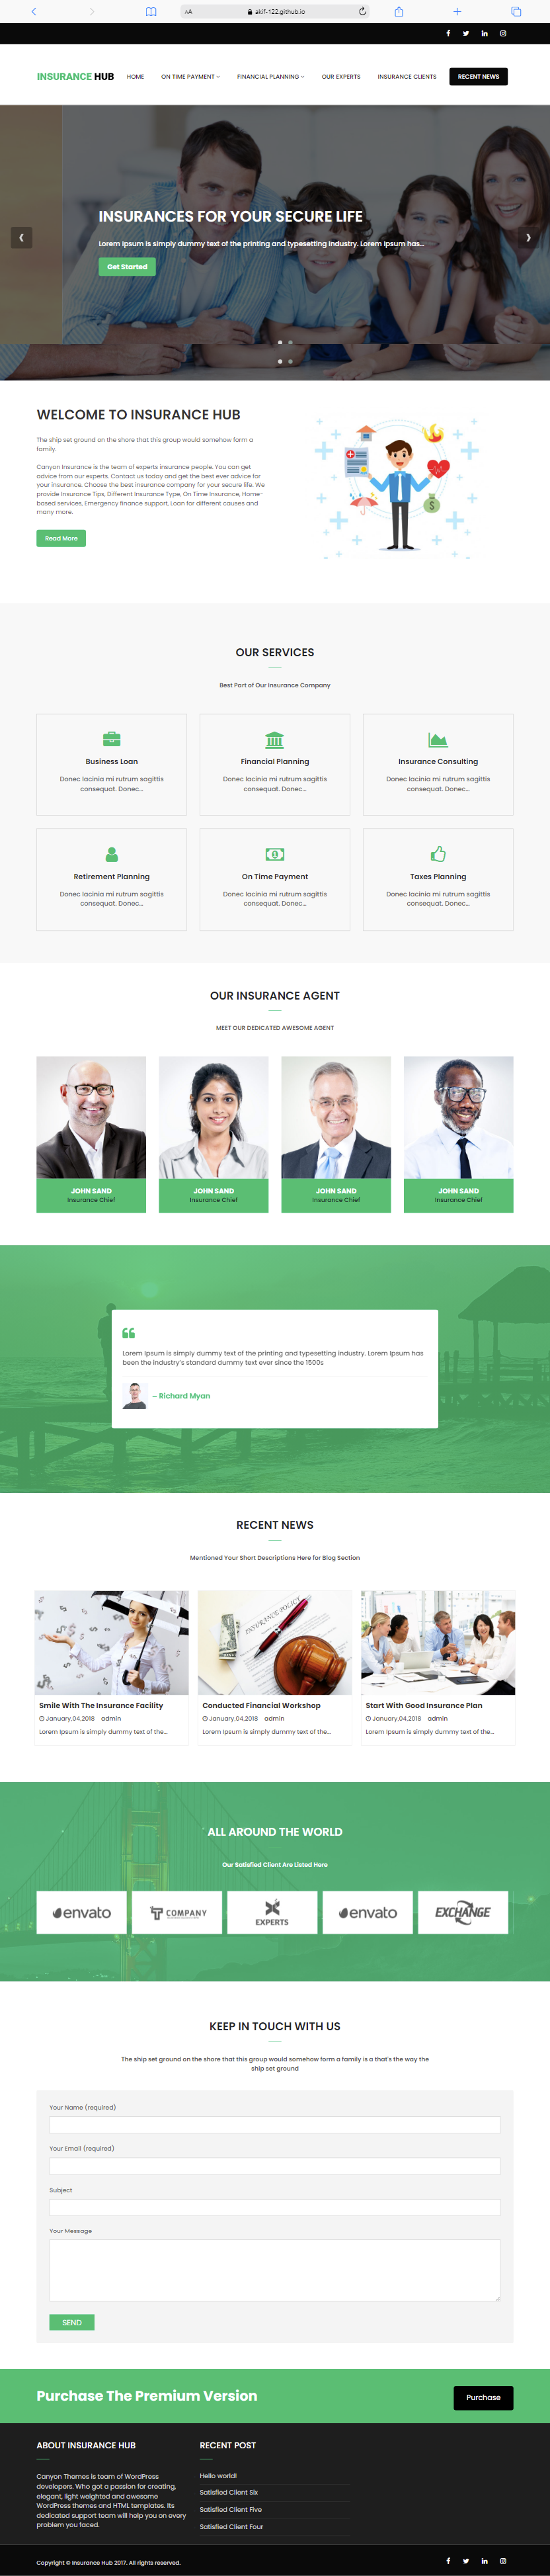 AA
akif-122.github.io
INSURANCE HUB
HOME
ON TIME PAYMENT
FINANCIAL PLANNING
OUR EXPERTS
INSURANCE CLIENTS
RECENT NEWS
INSURANCES FOR YOUR SECURE LIFE
Lorem Ipsum is simply dummy text of the printing and typesetting industry. Lorem Ipsum has...
Get Started
WELCOME TO INSURANCE HUB
The ship set ground on the shore that this group would somehow form a
family.
Canyon Insurance is the team of experts insurance people. You can get
advice from our experts. Contact us today and get the best ever advice for
your insurance. Choose the best insurance company for your secure life. We
provide Insurance Tips, Different Insurance Type, On Time Insurance, Home-
based services, Emergency finance support, Loan for different causes and
many more.
Read More
OUR SERVICES
Best Part of Our Insurance Company
Business Loan
Donec lacinia mi rutrum sagittis
consequat. Donec...
Financial Planning
Donec lacinia mi rutrum sagittis
consequat. Donec...
Insurance Consulting
Donec lacinia mi rutrum sagittis
consequat. Donec...
Retirement Planning
Donec lacinia mi rutrum sagittis
consequat. Donec...
On Time Payment
Donec lacinia mi rutrum sagittis
consequat. Donec...
Taxes Planning
Donec lacinia mi rutrum sagittis
consequat. Donec...
OUR INSURANCE AGENT
MEET OUR DEDICATED AWESOME AGENT
JOHN SAND
Insurance Chief
JOHN SAND
Insurance Chief
JOHN SAND
Insurance Chief
JOHN SAND
Insurance Chief
Lorem Ipsum is simply dummy text of the printing and typesetting industry. Lorem Ipsum has
been the industry's standard dummy text ever since the 1500s
– Richard Myan
RECENT NEWS
Mentioned Your Short Descriptions Here for Blog Section
INSURANCE POLICY
Smile With The Insurance Facility
January,04,2018 admin
Lorem Ipsum is simply dummy text of the...
Conducted Financial Workshop
January,04,2018 admin
Lorem Ipsum is simply dummy text of the...
Start With Good Insurance Plan
January,04,2018 admin
Lorem Ipsum is simply dummy text of the...
ALL AROUND THE WORLD
Our Satisfied Client Are Listed Here
envato
COMPANY
EXPERTS
envato
EXCHANGE
KEEP IN TOUCH WITH US
The ship set ground on the shore that this group would somehow form a family is a that's the way the
ship set ground
Your Name (required)
Your Email (required)
Subject
Your Message
SEND
Purchase The Premium Version
Purchase
ABOUT INSURANCE HUB
Canyon Themes is team of WordPress
developers. Who got a passion for creating,
elegant, light weighted and awesome
WordPress themes and HTML templates. Its
dedicated support team will help you on every
problem you faced.
RECENT POST
Hello world!
Satisfied Client Six
Satisfied Client Five
Satisfied Client Four
Copyright © Insurance Hub 2017. All rights reserved.